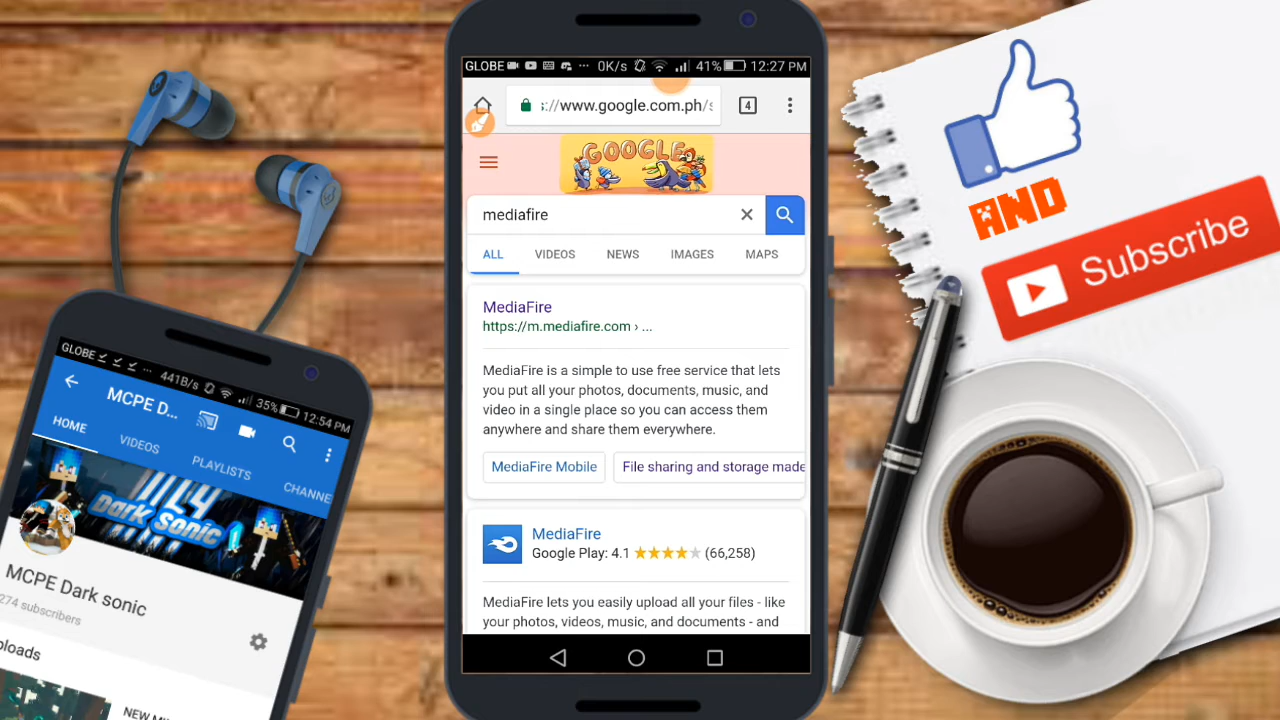 GLOBE ... 0K/s 41% 12:27 PM
://www.google.com.ph/s
4
GOOGLE
mediafire
ALL VIDEOS NEWS IMAGES MAPS
MediaFire
https://m.mediafire.com › ...
MediaFire is a simple to use free service that lets
you put all your photos, documents, music, and
video in a single place so you can access them
anywhere and share them everywhere.
MediaFire Mobile File sharing and storage made
MediaFire
Google Play: 4.1 ★★★★★ (66,258)
MediaFire lets you easily upload all your files - like
your photos, videos, music, and documents - and
GLOBE ... 441B/s 35% 12:54 PM
MCPE D...
HOME VIDEOS PLAYLISTS CHANNE
Dark Sonic
MCPE Dark sonic
274 subscribers
ploads
AND
Subscribe